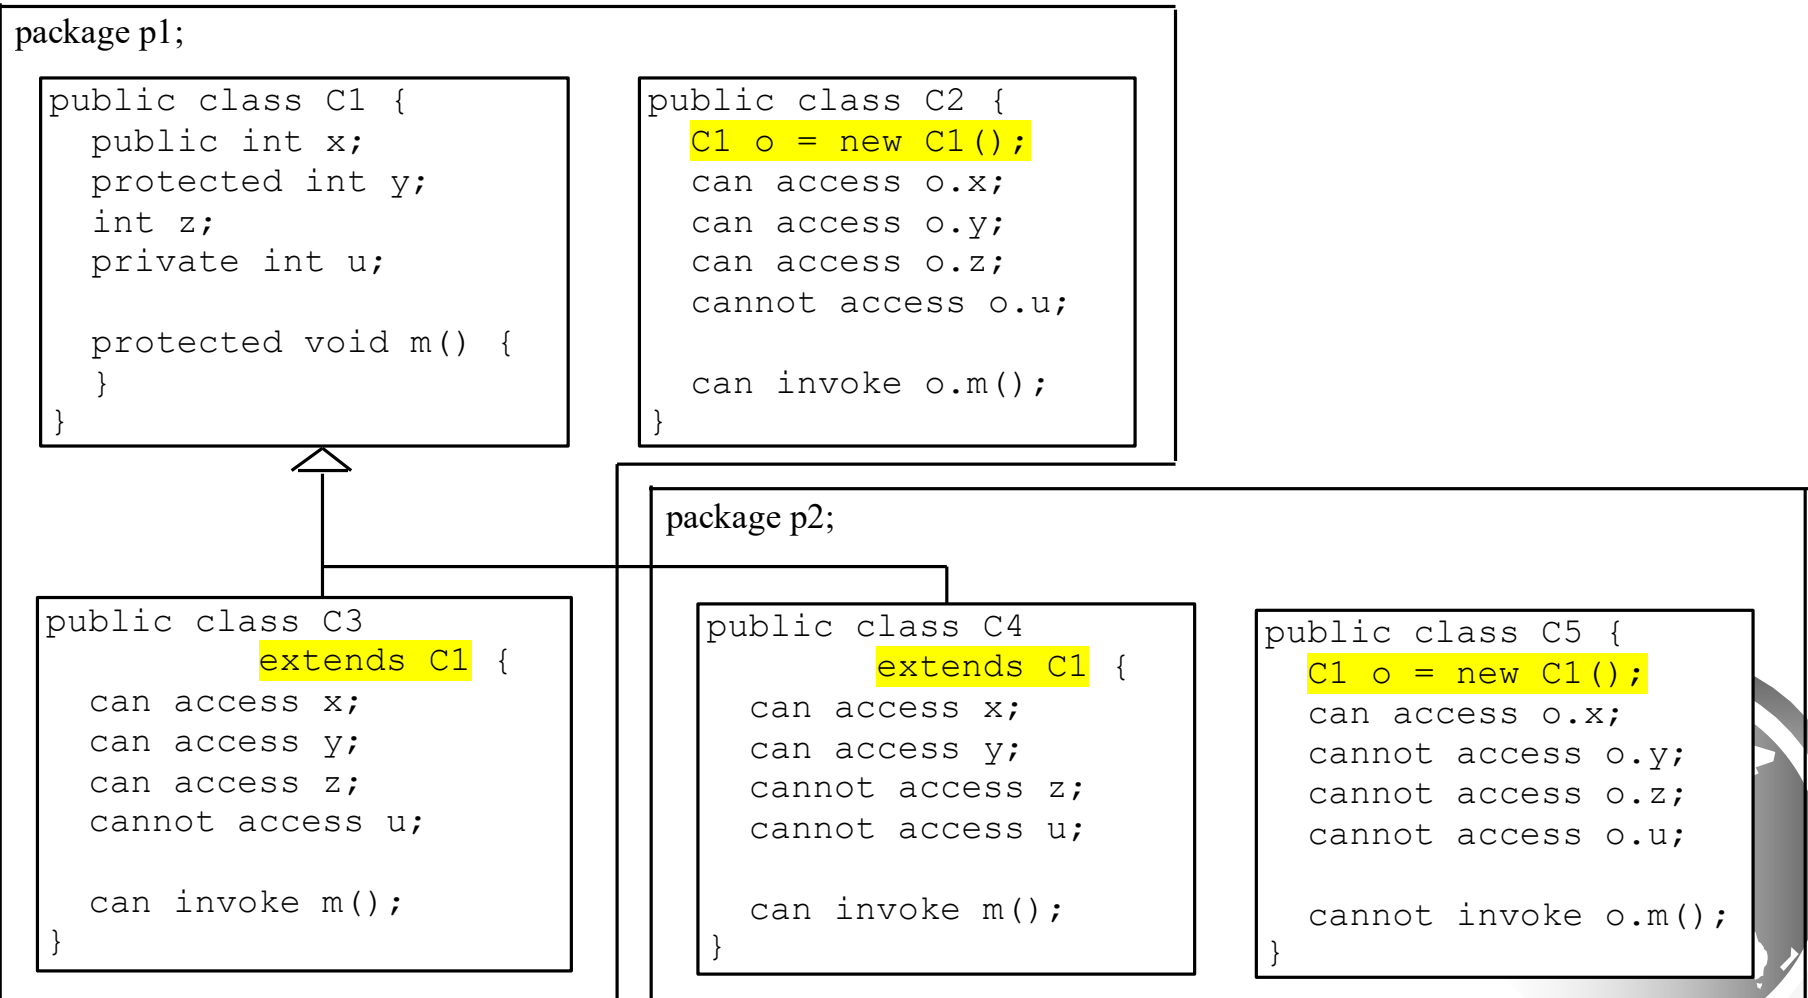 package p1;
public class C1 {
public int x;
protected int y;
int z;
private int u;
protected void m() {
}
}
public class C2 {
C1 o = new C1();
can access o.x;
can access o.y;
can access o.z;
cannot access o.u;
can invoke o.m();
}
public class C3
extends C1 {
can access x;
can access y;
can access z;
cannot access u;
can invoke m();
}
package p2;
public class C4
extends C1 {
can access x;
can access y;
cannot access z;
cannot access u;
can invoke m();
}
public class C5 {
C1 o = new C1();
can access o.x;
cannot access o.y;
cannot access o.z;
cannot access o.u;
cannot invoke o.m();
}